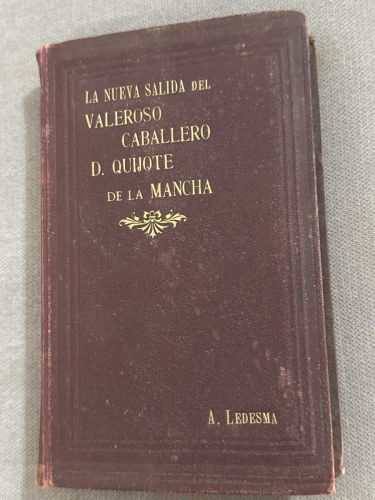 LA NUEVA SALIDA DEL
VALEROSO
CABALLERO
D. QUIJOTE
DE LA MANCHA
A. LEDESMA